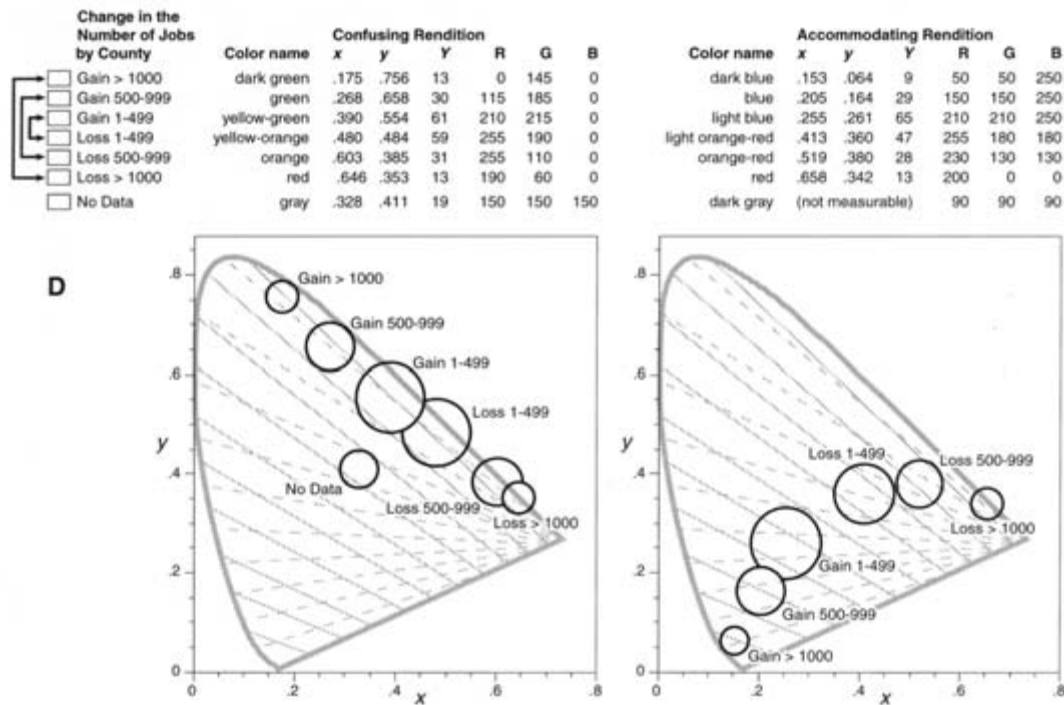 Change in the
Number of Jobs
by County
Gain > 1000
Gain 500-999
Gain 1-499
Loss 1-499
Loss 500-999
Loss > 1000
No Data
Confusing Rendition
Color name x y Y R G B
dark green .175 .756 13 0 145 0
green .268 .658 30 115 185 0
yellow-green .390 .554 61 210 215 0
yellow-orange .480 .484 59 255 190 0
orange .603 .385 31 255 110 0
red .646 .353 13 190 60 0
gray .328 .411 19 150 150 150
Accommodating Rendition
Color name x y Y R G B
dark blue .153 .064 9 50 50 250
blue .205 .164 29 150 150 250
light blue .255 .261 65 210 210 250
light orange-red .413 .360 47 255 180 180
orange-red .519 .380 28 230 130 130
red .658 .342 13 200 0 0
dark gray (not measurable) 90 90 90
D
.8
.6
y
.4
.2
0
0 .2 .4 .6 .8
x
Gain > 1000
Gain 500-999
Gain 1-499
Loss 1-499
No Data
Loss 500-999
Loss > 1000
.8
.6
y
.4
.2
0
0 .2 .4 .6 .8
x
Loss 1-499
Loss 500-999
Loss > 1000
Gain 1-499
Gain 500-999
Gain > 1000